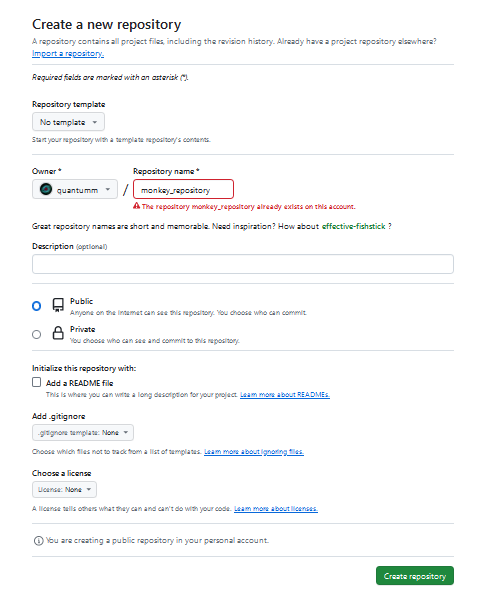 Create a new repository
A repository contains all project files, including the revision history. Already have a project repository elsewhere?
Import a repository.
Required fields are marked with an asterisk (*).
Repository template
No template
Start your repository with a template repository's contents.
Owner * Repository name *
quantumm / monkey_repository
The repository monkey_repository already exists on this account.
Great repository names are short and memorable. Need inspiration? How about effective-fishstick ?
Description (optional)
Public
Anyone on the internet can see this repository. You choose who can commit.
Private
You choose who can see and commit to this repository.
Initialize this repository with:
Add a README file
This is where you can write a long description for your project. Learn more about READMEs.
Add .gitignore
.gitignore template: None
Choose which files not to track from a list of templates. Learn more about ignoring files.
Choose a license
License: None
A license tells others what they can and can't do with your code. Learn more about licenses.
You are creating a public repository in your personal account.
Create repository